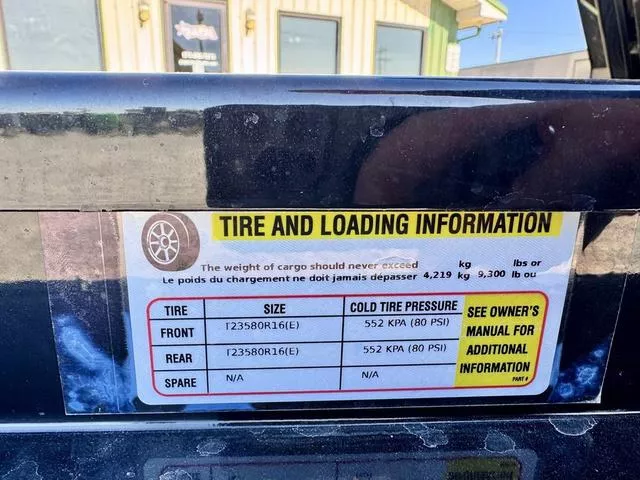 TIRE AND LOADING INFORMATION
The weight of cargo should never exceed kg lbs or
Le poids du chargement ne doit jamais dépasser 4,219 kg 9,300 lb ou
TIRE SIZE COLD TIRE PRESSURE
FRONT T23580R16(E) 552 KPA (80 PSI)
REAR T23580R16(E) 552 KPA (80 PSI)
SPARE N/A N/A
SEE OWNER'S
MANUAL FOR
ADDITIONAL
INFORMATION
PART #